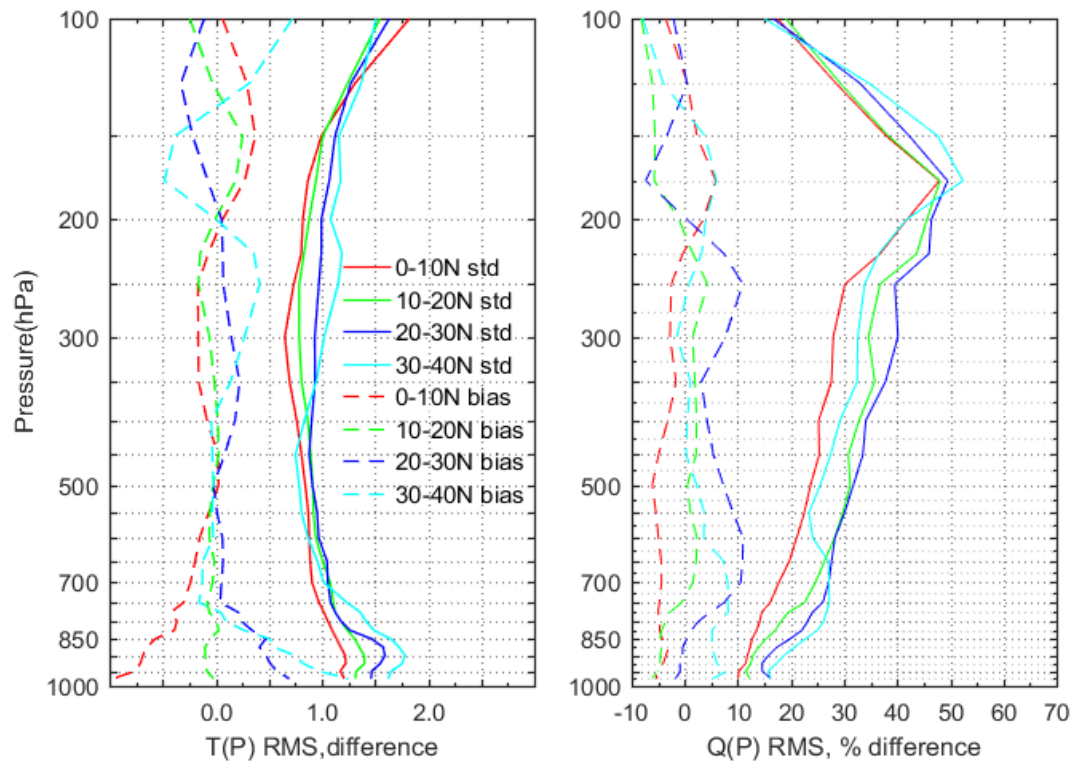 100
200
300
500
700
850
1000
Pressure(hPa)
0.0 1.0 2.0
T(P) RMS,difference
0-10N std
10-20N std
20-30N std
30-40N std
0-10N bias
10-20N bias
20-30N bias
30-40N bias
100
200
300
500
700
850
1000
-10 0 10 20 30 40 50 60 70
Q(P) RMS, % difference